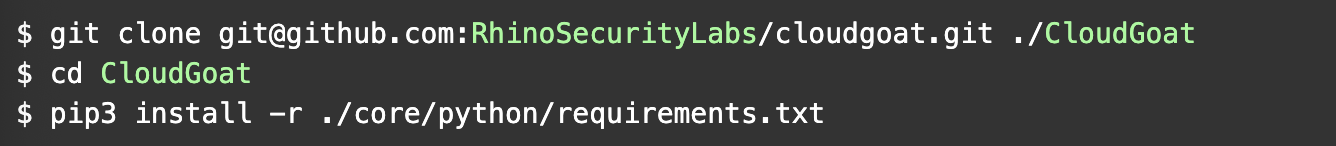 $ git clone git@github.com:RhinoSecurityLabs/cloudgoat.git ./CloudGoat
$ cd CloudGoat
$ pip3 install -r ./core/python/requirements.txt